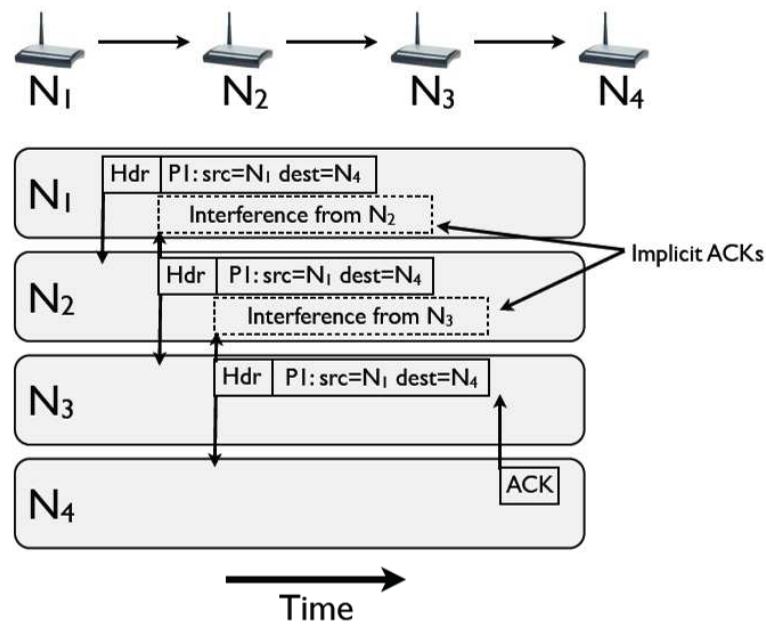 N1 N2 N3 N4
N1
Hdr P1: src=N1 dest=N4
Interference from N2
Implicit ACKs
N2
Hdr P1: src=N1 dest=N4
Interference from N3
N3
Hdr P1: src=N1 dest=N4
N4
ACK
Time